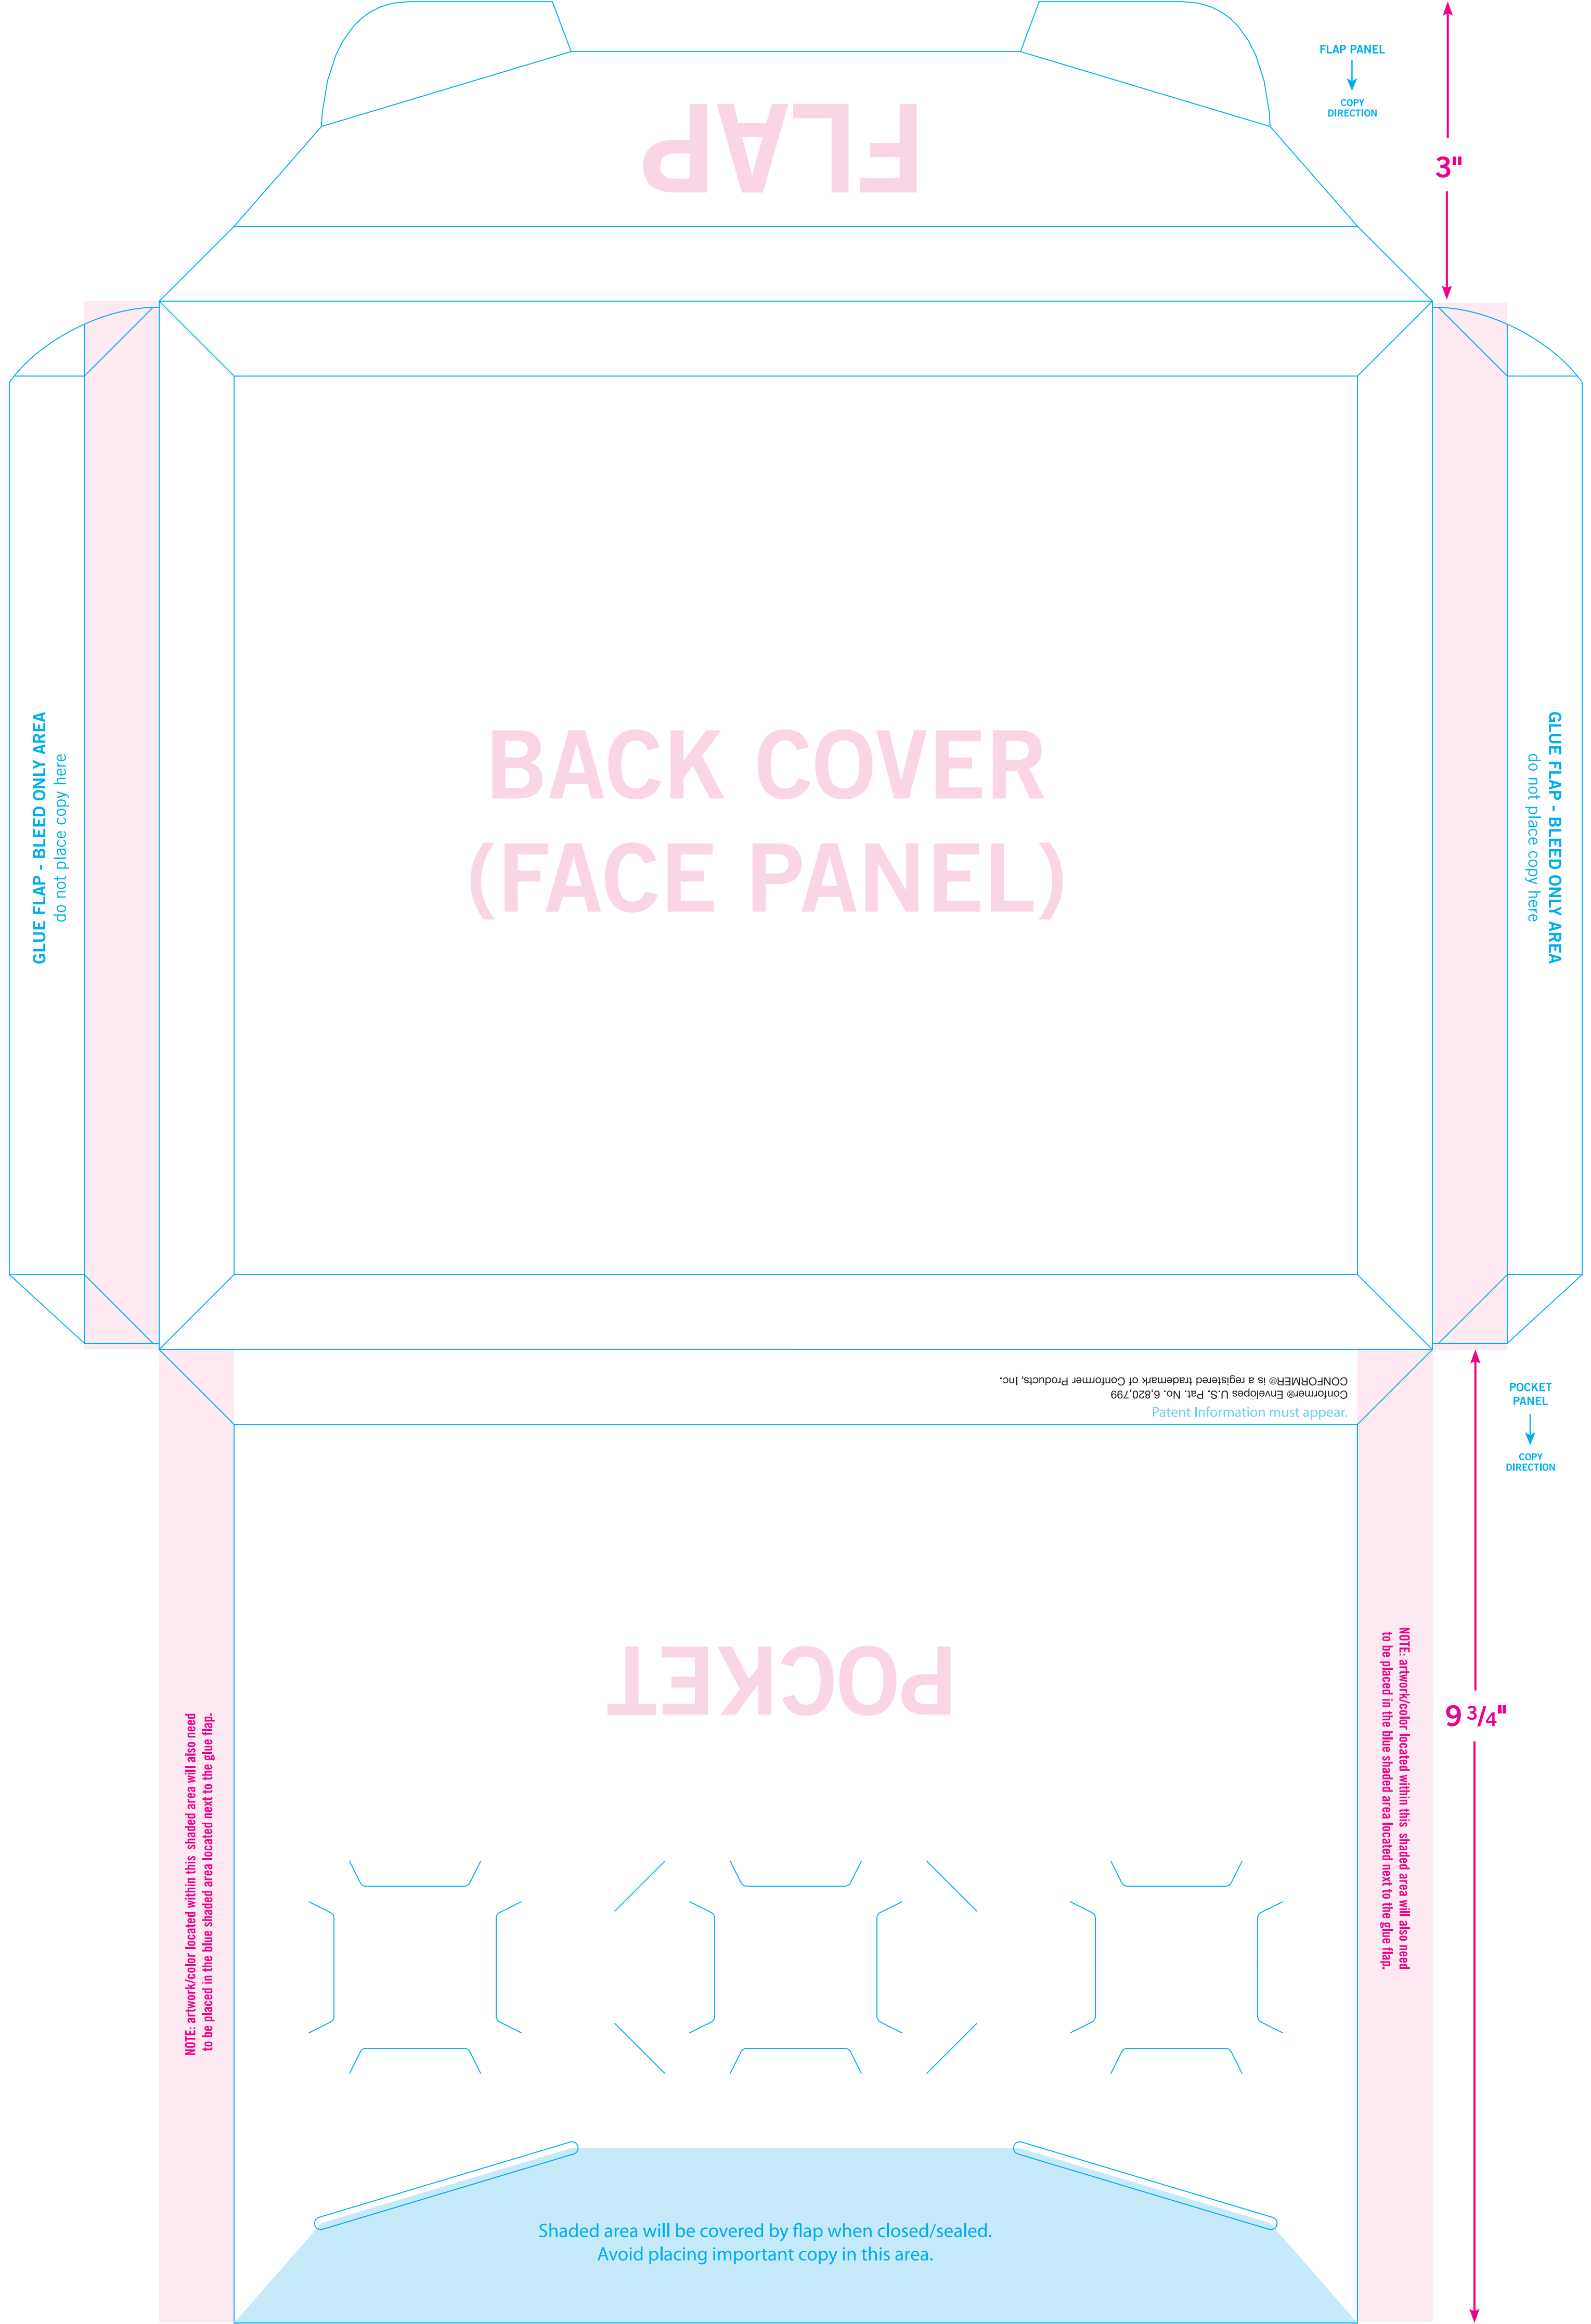 FLAP PANEL
COPY
DIRECTION
FLAP
3"
BACK COVER
(FACE PANEL)
GLUE FLAP - BLEED ONLY AREA
do not place copy here
GLUE FLAP - BLEED ONLY AREA
do not place copy here
Patent Information must appear.
Conformer® Envelopes U.S. Pat. No. 6,820,799
CONFORMER® is a registered trademark of Conformer Products, Inc.
POCKET
PANEL
COPY
DIRECTION
POCKET
9 3/4"
NOTE: artwork/color located within this shaded area will also need
to be placed in the blue shaded area located next to the glue flap.
NOTE: artwork/color located within this shaded area will also need
to be placed in the blue shaded area located next to the glue flap.
Shaded area will be covered by flap when closed/sealed.
Avoid placing important copy in this area.